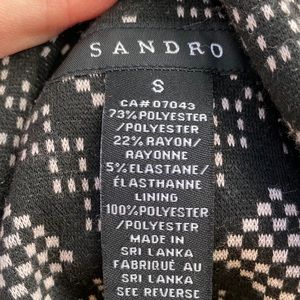 SANDRO
S
CA# 07043
73% POLYESTER
/POLYESTER
22% RAYON/
RAYONNE
5% ELASTANE/
ÉLASTHANNE
LINING
100% POLYESTER
MADE IN
SRI LANKA
FABRIQUÉ AU
SRI LANKA
SEE REVERSE